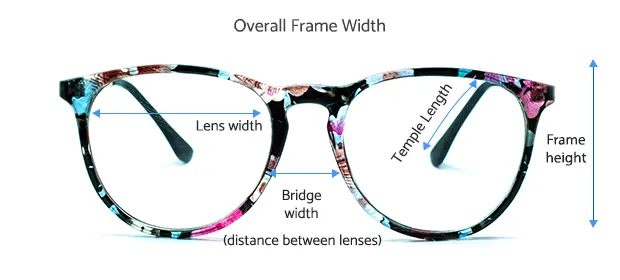 Overall Frame Width
Lens width
Temple Length
Frame
height
Bridge
width
(distance between lenses)